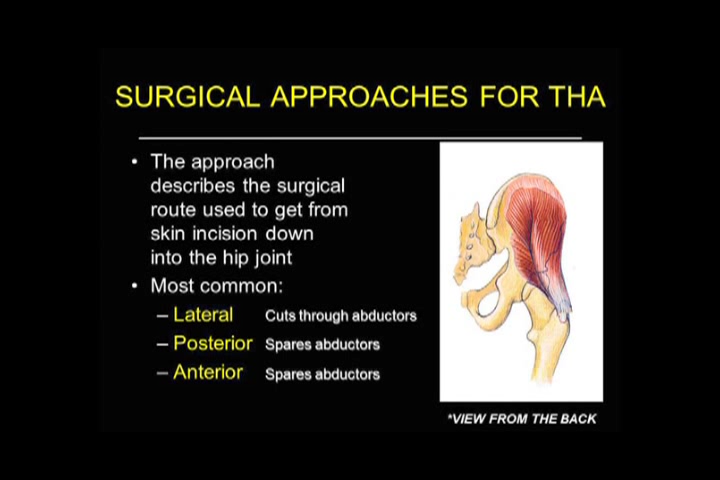 SURGICAL APPROACHES FOR THA
• The approach
describes the surgical
route used to get from
skin incision down
into the hip joint
• Most common:
– Lateral Cuts through abductors
– Posterior Spares abductors
– Anterior Spares abductors
*VIEW FROM THE BACK